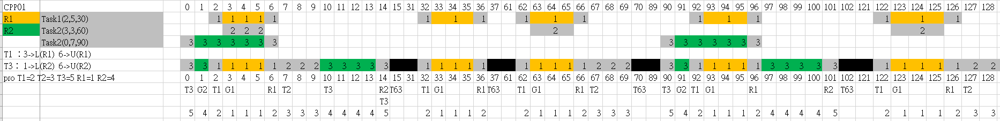 CPP01 0 1 2 3 4 5 6 7 8 9 10 11 12 13 14 15 31 32 33 34 35 36 37 61 62 63 64 65 66 67 68 69 70 89 90 91 92 93 94 95 96 97 98 99 100 101 102 121 122 123 124 125 126 127 128
R1 Task1(2,5,30) 1 1 1 1 1 1 1 1 1 1 1 1 1 1 1 1 1
R2 Task2(3,3,60) 2 2 2 2 2
Task2(0,7,90) 3 3 3 3 3 3 3 3 3 3 3 3 3 3
T1 ：3->L(R1) 6->U(R1)
T3： 1->L(R2) 6->U(R2) 3 3 1 1 1 1 1 2 2 2 3 3 3 3 3 1 1 1 1 1 1 1 1 1 1 2 2 2 3 3 1 1 1 1 1 3 3 3 3 3 1 1 1 1 1 2 2
pro T1=2 T2=3 T3=5 R1=1 R2=4 0 1 2 3 4 5 6 7 8 9 10 11 12 13 14 15 31 32 33 34 35 36 37 61 62 63 64 65 66 67 68 69 70 89 90 91 92 93 94 95 96 97 98 99 100 101 102 121 122 123 124 125 126 127 128
T3 G2 T1 G1 R1 T2 T3 R2 T63 T1 G1 R1 T63 T1 G1 R1 T2 T63 T3 G2 T1 G1 R1 R2 T63 T1 G1 R1 T2
T3
5 4 2 1 1 1 2 3 3 3 4 4 4 4 5 2 1 1 1 2 2 1 1 1 2 3 3 3 5 4 2 1 1 1 2 4 4 4 4 5 2 1 1 1 2 3 3